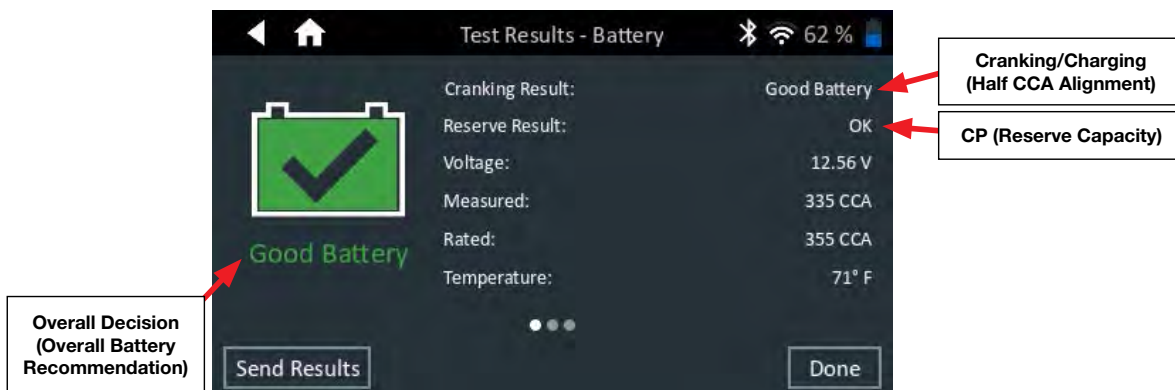 Test Results - Battery
62 %
Cranking Result: Good Battery
Reserve Result: OK
Voltage: 12.56 V
Measured: 335 CCA
Rated: 355 CCA
Temperature: 71° F
Good Battery
Send Results
Done
Cranking/Charging
(Half CCA Alignment)
CP (Reserve Capacity)
Overall Decision
(Overall Battery
Recommendation)